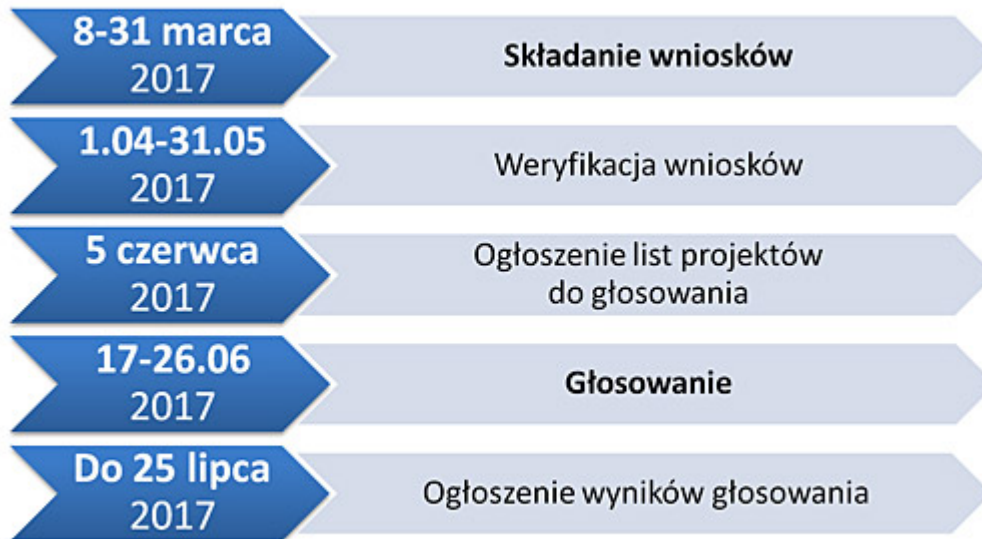 8-31 marca
2017
Składanie wniosków
1.04-31.05
2017
Weryfikacja wniosków
5 czerwca
2017
Ogłoszenie list projektów
do głosowania
17-26.06
2017
Głosowanie
Do 25 lipca
2017
Ogłoszenie wyników głosowania